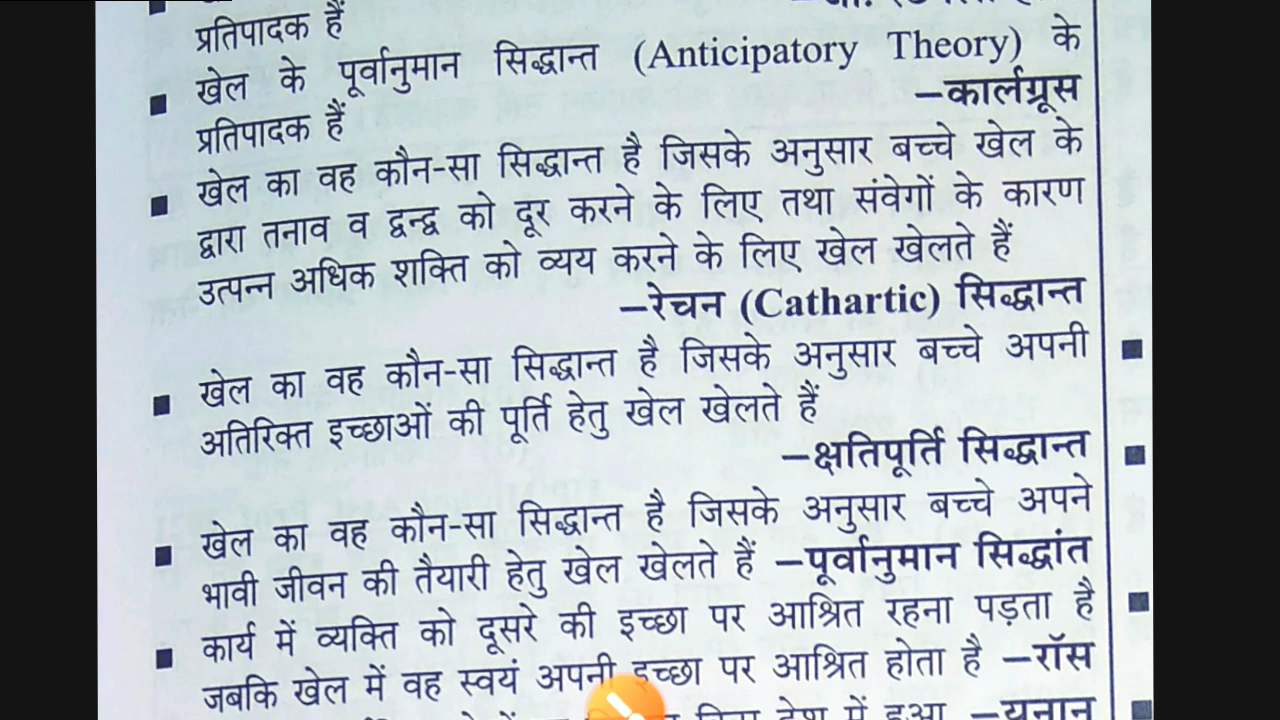 प्रतिपादक हैं
खेल के पूर्वानुमान सिद्धान्त (Anticipatory Theory) के
प्रतिपादक हैं —कार्लग्रूस
खेल का वह कौन-सा सिद्धान्त है जिसके अनुसार बच्चे खेल के
द्वारा तनाव व द्वन्द्व को दूर करने के लिए तथा संवेगों के कारण
उत्पन्न अधिक शक्ति को व्यय करने के लिए खेल खेलते हैं
—रेचन (Cathartic) सिद्धान्त
खेल का वह कौन-सा सिद्धान्त है जिसके अनुसार बच्चे अपनी
अतिरिक्त इच्छाओं की पूर्ति हेतु खेल खेलते हैं
—क्षतिपूर्ति सिद्धान्त
खेल का वह कौन-सा सिद्धान्त है जिसके अनुसार बच्चे अपने
भावी जीवन की तैयारी हेतु खेल खेलते हैं —पूर्वानुमान सिद्धांत
कार्य में व्यक्ति को दूसरे की इच्छा पर आश्रित रहना पड़ता है
जबकि खेल में वह स्वयं अपनी इच्छा पर आश्रित होता है —रॉस
देश में हुआ —यूनान